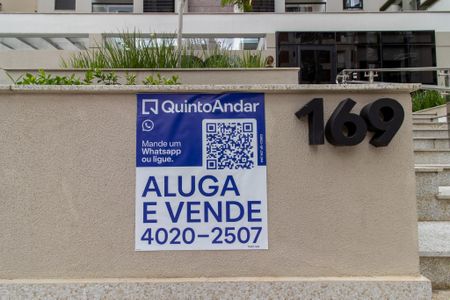 QuintoAndar
Mande um
Whatsapp
ou ligue.
ALUGA
E VENDE
4020-2507
169